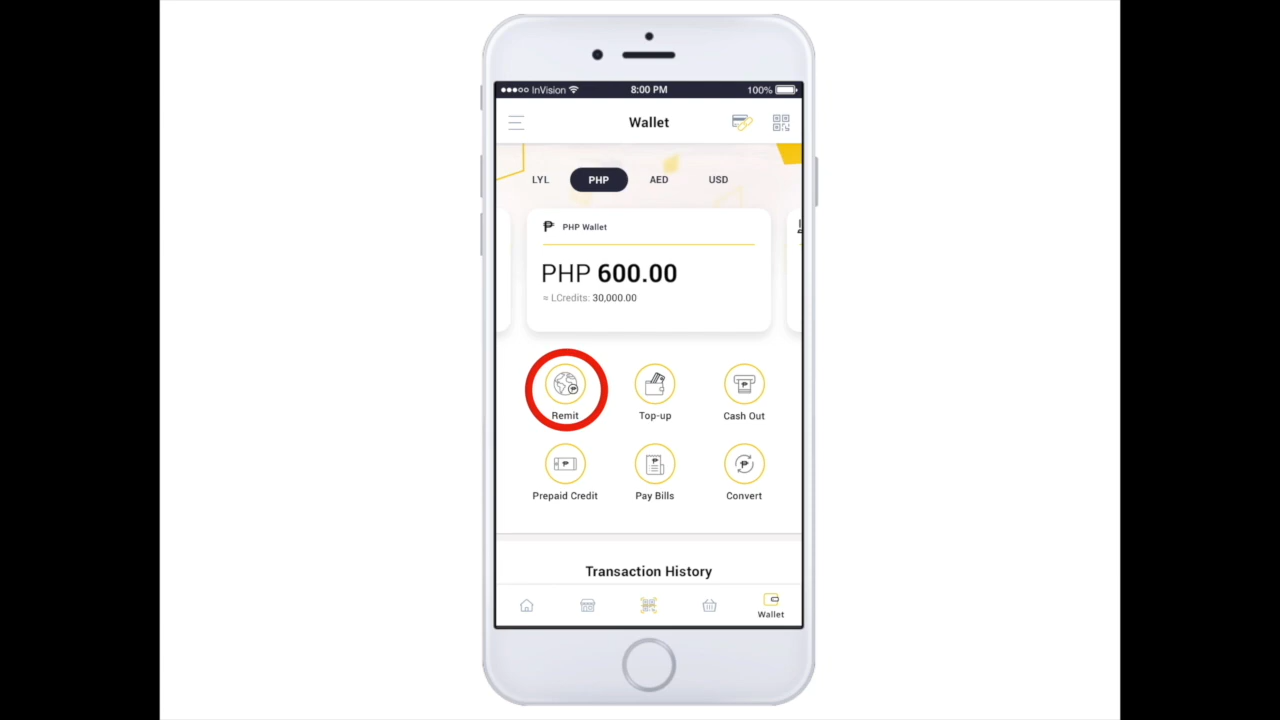 InVision 8:00 PM 100%
Wallet
LYL PHP AED USD
PHP Wallet
PHP 600.00
≈ LCredits: 30,000.00
Remit Top-up Cash Out
Prepaid Credit Pay Bills Convert
Transaction History
Wallet